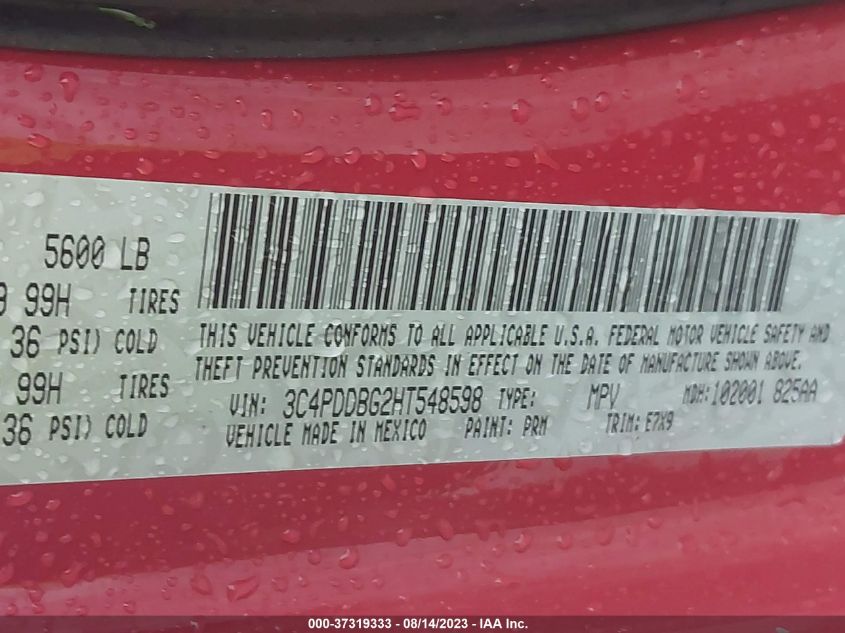 5600 LB
99H TIRES
36 PSI) COLD
99H TIRES
36 PSI) COLD
THIS VEHICLE CONFORMS TO ALL APPLICABLE U.S.A. FEDERAL MOTOR VEHICLE SAFETY AND
THEFT PREVENTION STANDARDS IN EFFECT ON THE DATE OF MANUFACTURE SHOWN ABOVE.
VIN: 3C4PDDBG2HT548598 TYPE: MPV MDH: 102001 825AA
VEHICLE MADE IN MEXICO PAINT: PRM TRIM: E7X9
000-37319333 - 08/14/2023 - IAA Inc.